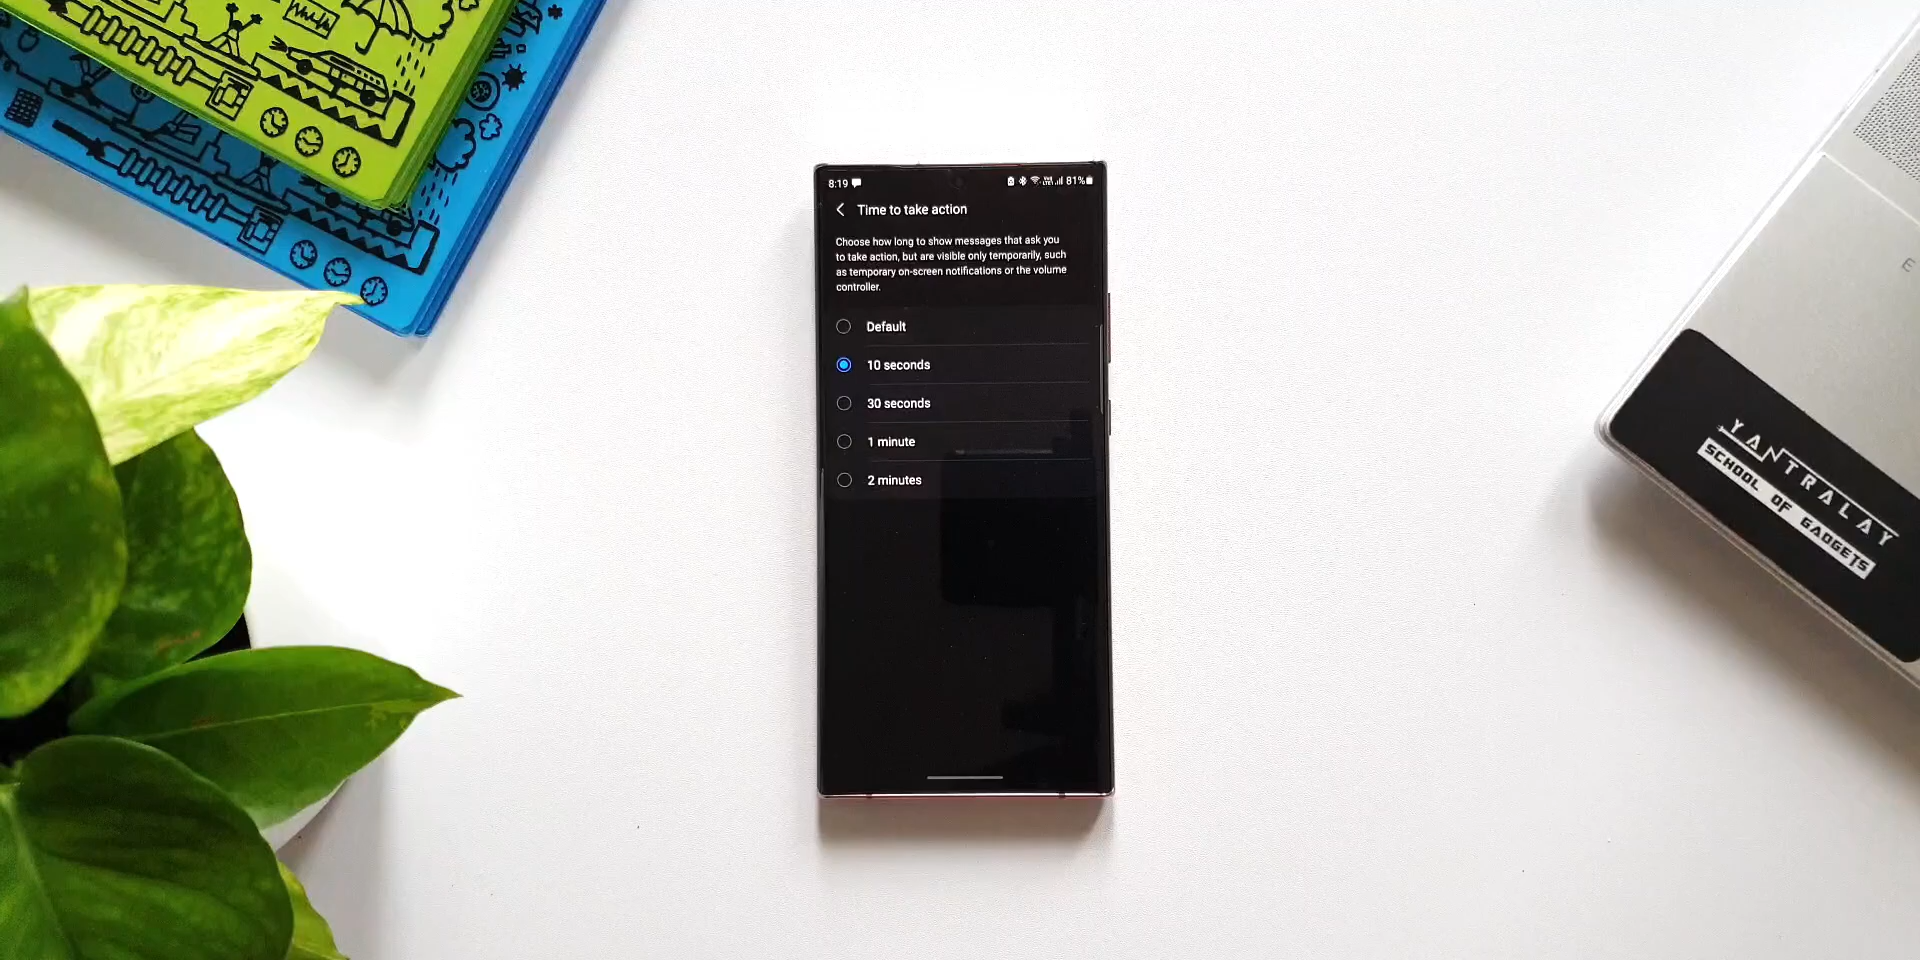 8:19
81%
Time to take action
Choose how long to show messages that ask you
to take action, but are visible only temporarily, such
as temporary on-screen notifications or the volume
controller.
Default
10 seconds
30 seconds
1 minute
2 minutes
YANTRALAY
SCHOOL OF GADGETS
E